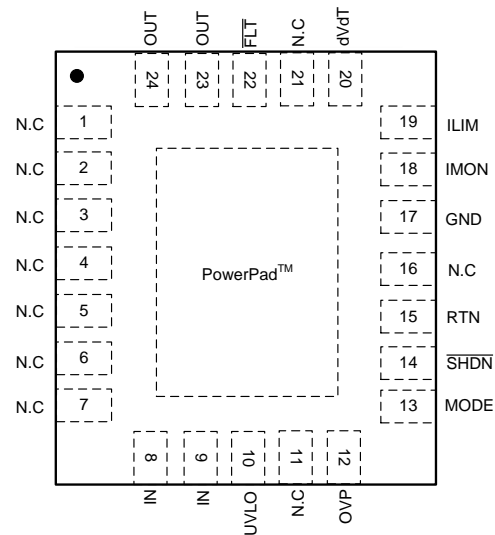 OUT OUT FLT N.C dVdT
24 23 22 21 20
N.C 1 19 ILIM
N.C 2 18 IMON
N.C 3 17 GND
N.C 4 16 N.C
N.C 5 15 RTN
N.C 6 14 SHDN
N.C 7 13 MODE
PowerPad™
8 9 10 11 12
IN IN UVLO N.C OVP